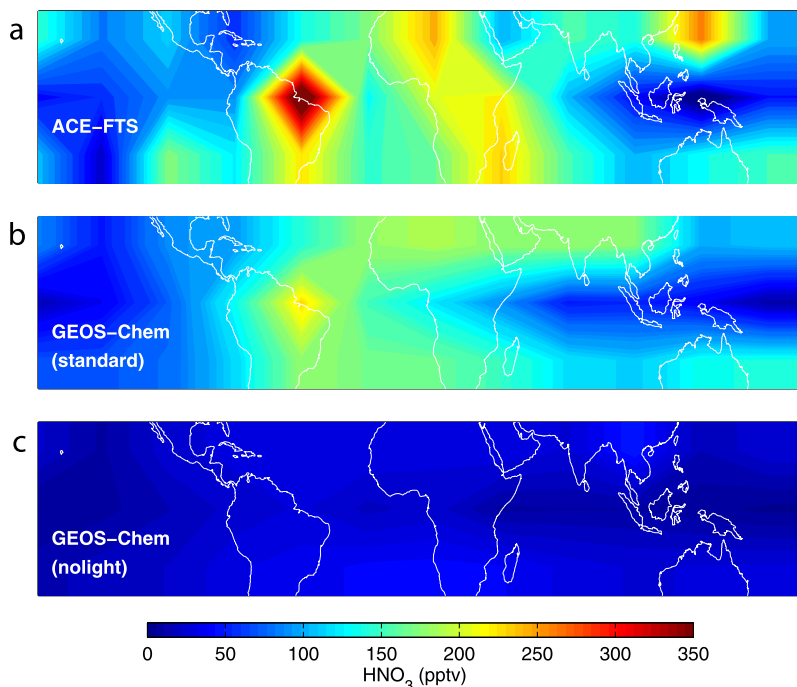 a
ACE−FTS
b
GEOS−Chem
(standard)
c
GEOS−Chem
(nolight)
0 50 100 150 200 250 300 350
HNO3 (pptv)